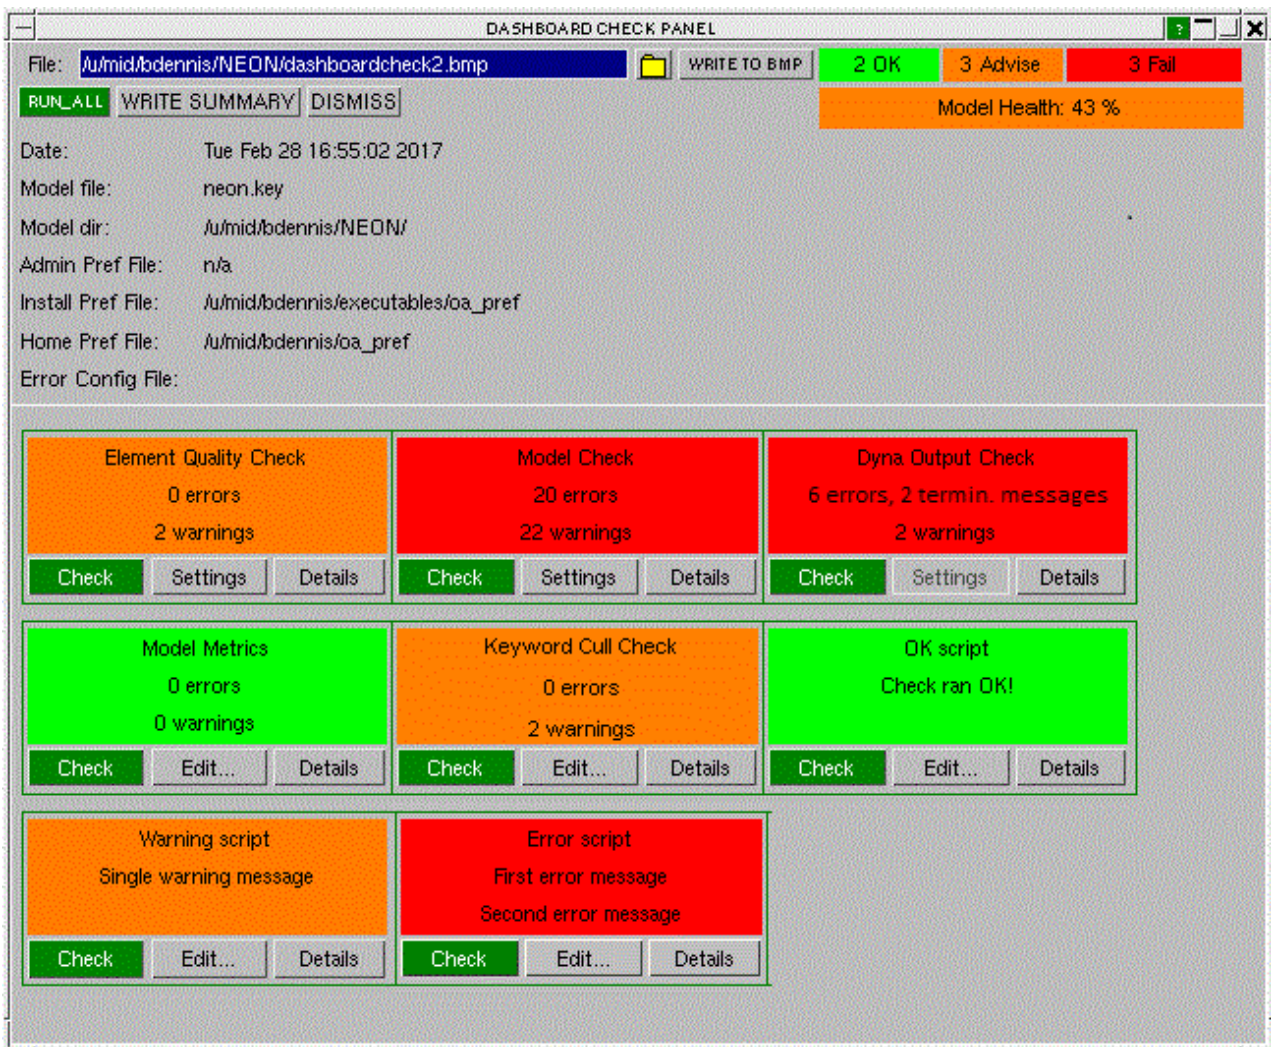 DASHBOARD CHECK PANEL
?
File: /u/mid/bdennis/NEON/dashboardcheck2.bmp WRITE TO BMP 2 OK 3 Advise 3 Fail
RUN_ALL WRITE SUMMARY DISMISS Model Health: 43 %
Date: Tue Feb 28 16:55:02 2017
Model file: neon.key
Model dir: /u/mid/bdennis/NEON/
Admin Pref File: n/a
Install Pref File: /u/mid/bdennis/executables/oa_pref
Home Pref File: /u/mid/bdennis/oa_pref
Error Config File:
Element Quality Check
0 errors
2 warnings
Check Settings Details
Model Check
20 errors
22 warnings
Check Settings Details
Dyna Output Check
6 errors, 2 termin. messages
2 warnings
Check Settings Details
Model Metrics
0 errors
0 warnings
Check Edit... Details
Keyword Cull Check
0 errors
2 warnings
Check Edit... Details
OK script
Check ran OK!
Check Edit... Details
Warning script
Single warning message
Check Edit... Details
Error script
First error message
Second error message
Check Edit... Details